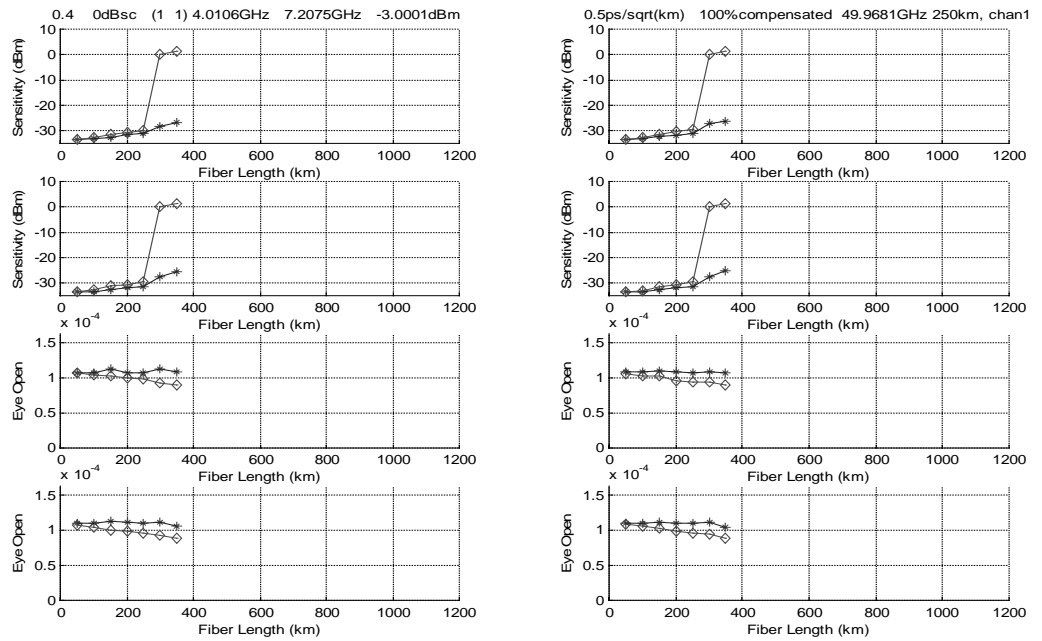 0.4 0dBsc (1 1) 4.0106GHz 7.2075GHz -3.0001dBm
10
0
-10
-20
-30
Sensitivity (dBm)
0 200 400 600 800 1000 1200
Fiber Length (km)
10
0
-10
-20
-30
Sensitivity (dBm)
0 200 400 600 800 1000 1200
Fiber Length (km)
x 10^-4
1.5
1
0.5
0
Eye Open
0 200 400 600 800 1000 1200
Fiber Length (km)
x 10^-4
1.5
1
0.5
0
Eye Open
0 200 400 600 800 1000 1200
Fiber Length (km)
0.5ps/sqrt(km) 100%compensated 49.9681GHz 250km, chan1
10
0
-10
-20
-30
Sensitivity (dBm)
0 200 400 600 800 1000 1200
Fiber Length (km)
10
0
-10
-20
-30
Sensitivity (dBm)
0 200 400 600 800 1000 1200
Fiber Length (km)
x 10^-4
1.5
1
0.5
0
Eye Open
0 200 400 600 800 1000 1200
Fiber Length (km)
x 10^-4
1.5
1
0.5
0
Eye Open
0 200 400 600 800 1000 1200
Fiber Length (km)